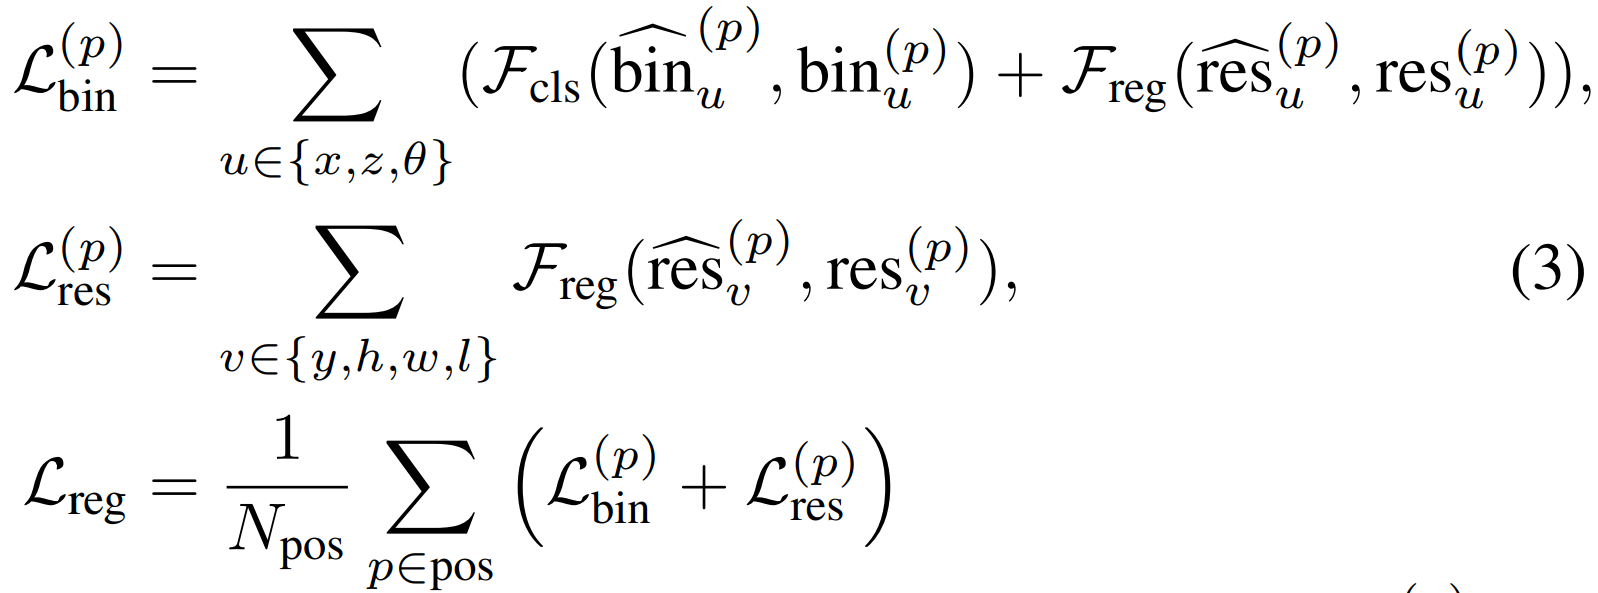 $\mathcal{L}_{\text{bin}}^{(p)} = \sum_{u \in \{x,z,\theta\}} (\mathcal{F}_{\text{cls}}(\widehat{\text{bin}}_u^{(p)}, \text{bin}_u^{(p)}) + \mathcal{F}_{\text{reg}}(\widehat{\text{res}}_u^{(p)}, \text{res}_u^{(p)})),$
$\mathcal{L}_{\text{res}}^{(p)} = \sum_{v \in \{y,h,w,l\}} \mathcal{F}_{\text{reg}}(\widehat{\text{res}}_v^{(p)}, \text{res}_v^{(p)}),$ (3)
$\mathcal{L}_{\text{reg}} = \frac{1}{N_{\text{pos}}} \sum_{p \in \text{pos}} \left( \mathcal{L}_{\text{bin}}^{(p)} + \mathcal{L}_{\text{res}}^{(p)} \right)$